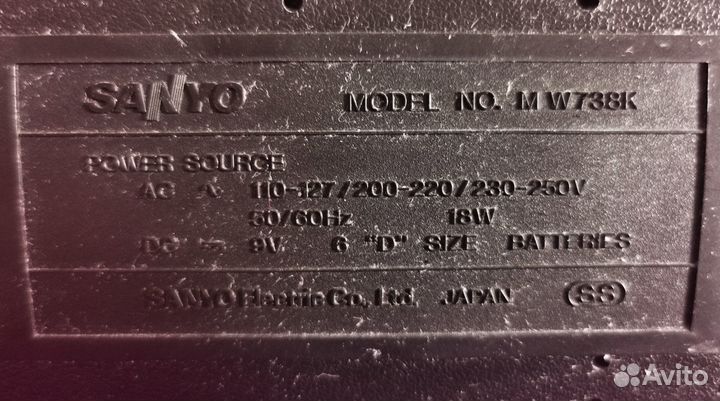 SANYO MODEL NO. M W738K
POWER SOURCE
AC ∿ 110-127/200-220/230-250V
50/60Hz 18W
DC ⎓ 9V 6 "D" SIZE BATTERIES
SANYO Electric Co., Ltd. JAPAN (SS)
Avito